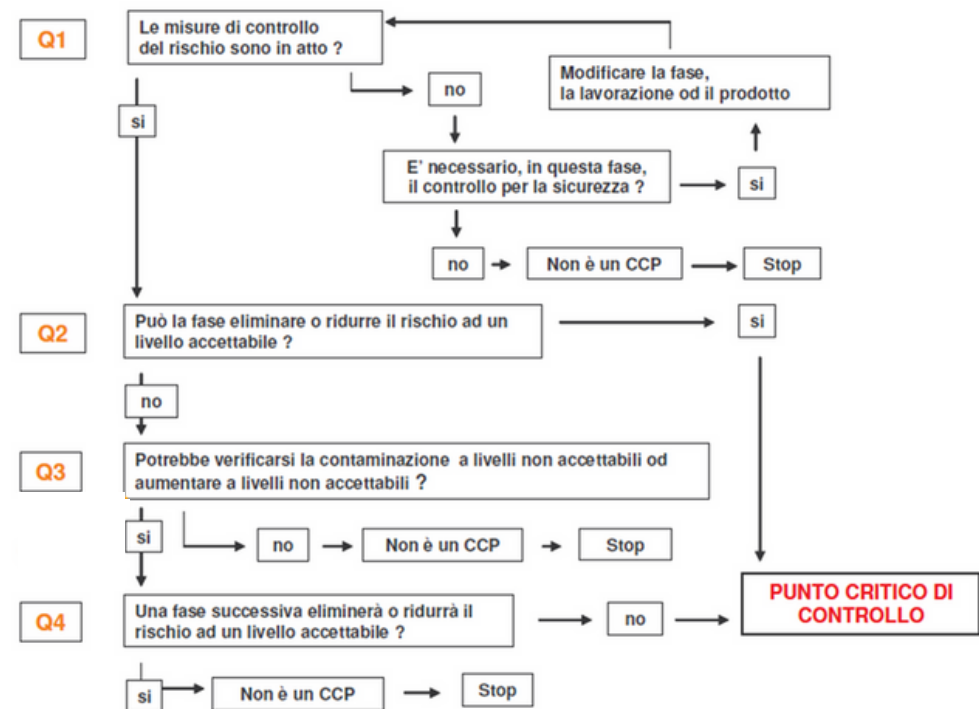 Q1
Le misure di controllo
del rischio sono in atto ?
Modificare la fase,
la lavorazione od il prodotto
no
si
E' necessario, in questa fase,
il controllo per la sicurezza ?
si
no
Non è un CCP
Stop
Q2
Può la fase eliminare o ridurre il rischio ad un
livello accettabile ?
si
no
Q3
Potrebbe verificarsi la contaminazione a livelli non accettabili od
aumentare a livelli non accettabili ?
si
no
Non è un CCP
Stop
PUNTO CRITICO DI
CONTROLLO
Q4
Una fase successiva eliminerà o ridurrà il
rischio ad un livello accettabile ?
no
si
Non è un CCP
Stop